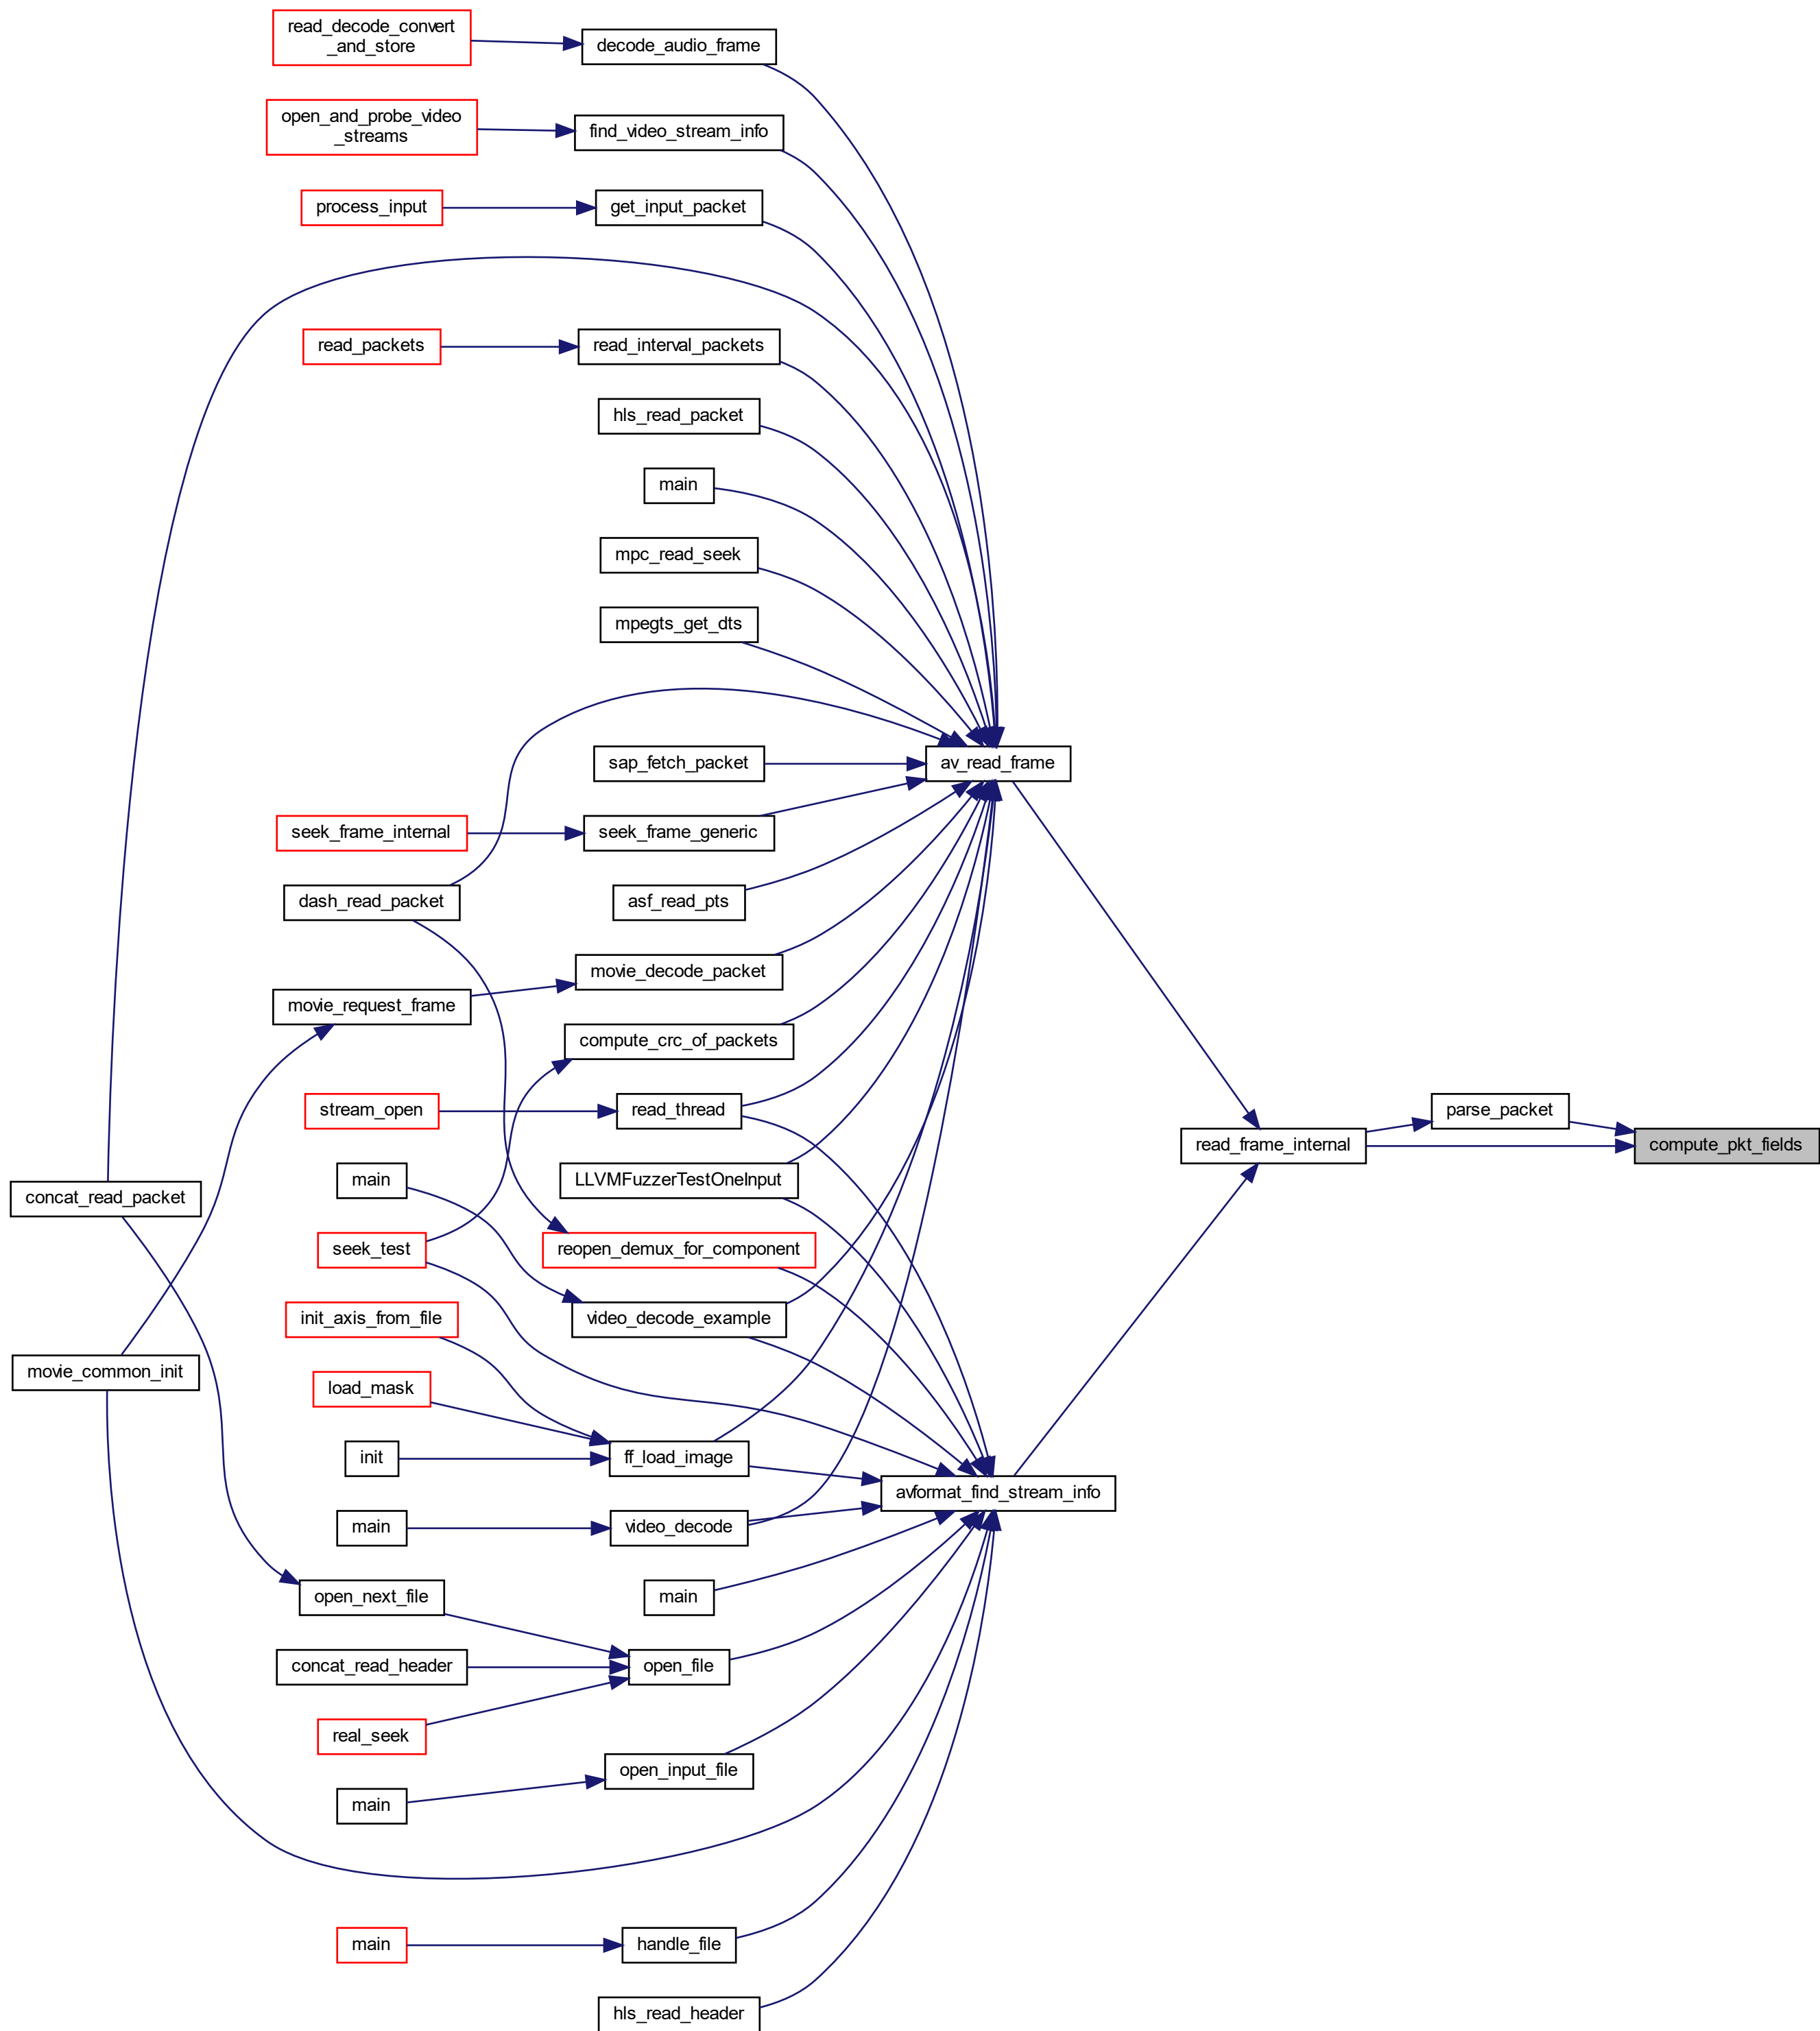 read_decode_convert
_and_store
decode_audio_frame
open_and_probe_video
_streams
find_video_stream_info
process_input
get_input_packet
read_packets
read_interval_packets
hls_read_packet
main
mpc_read_seek
mpegts_get_dts
av_read_frame
sap_fetch_packet
seek_frame_internal
seek_frame_generic
dash_read_packet
asf_read_pts
movie_decode_packet
movie_request_frame
compute_crc_of_packets
stream_open
read_thread
parse_packet
read_frame_internal
compute_pkt_fields
main
LLVMFuzzerTestOneInput
concat_read_packet
seek_test
reopen_demux_for_component
init_axis_from_file
video_decode_example
movie_common_init
load_mask
init
ff_load_image
avformat_find_stream_info
main
video_decode
open_next_file
main
concat_read_header
open_file
real_seek
open_input_file
main
main
handle_file
hls_read_header